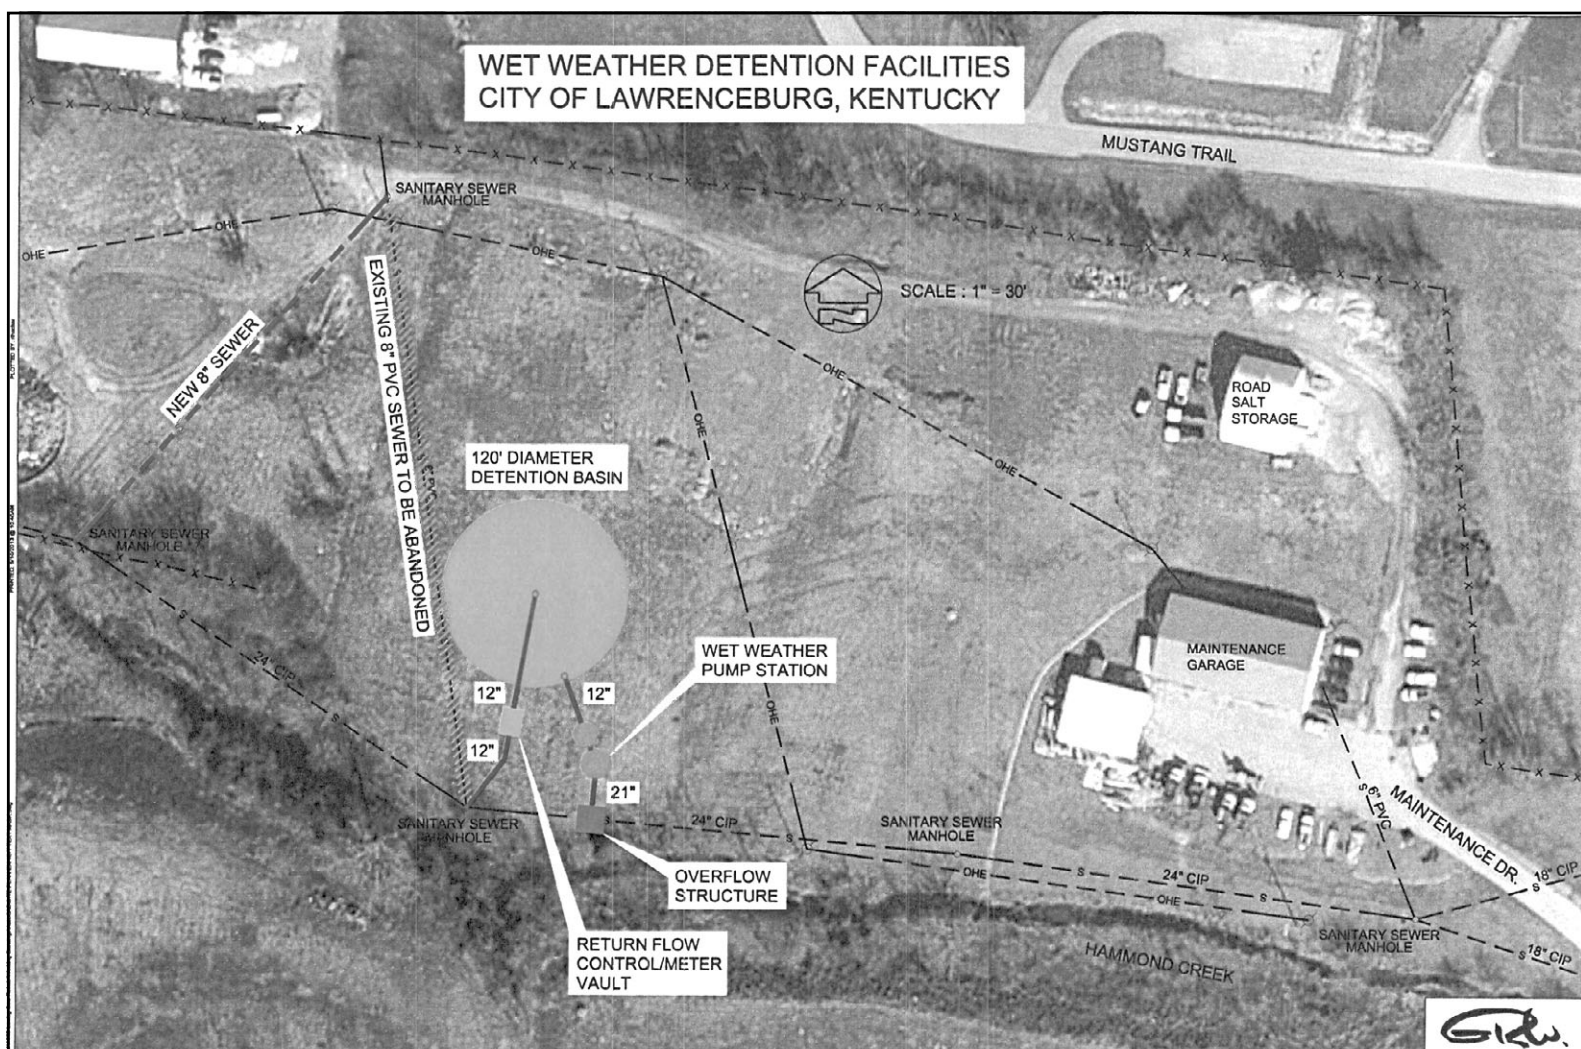 WET WEATHER DETENTION FACILITIES
CITY OF LAWRENCEBURG, KENTUCKY
MUSTANG TRAIL
X X X X X X
SANITARY SEWER
MANHOLE
OHE
OHE
OHE
OHE
SCALE : 1" = 30'
EXISTING 8" PVC SEWER TO BE ABANDONED
NEW 8" SEWER
OHE
OHE
OHE
ROAD
SALT
STORAGE
120' DIAMETER
DETENTION BASIN
SANITARY SEWER
MANHOLE
24" CIP
S
S
WET WEATHER
PUMP STATION
MAINTENANCE
GARAGE
12"
12"
12"
OHE
21"
6" PVC
S
MAINTENANCE DR.
SANITARY SEWER
MANHOLE
S
24" CIP
S
SANITARY SEWER
MANHOLE
OVERFLOW
STRUCTURE
OHE
S
24" CIP
S
OHE
18" CIP
S
SANITARY SEWER
MANHOLE
18" CIP
S
RETURN FLOW
CONTROL/METER
VAULT
HAMMOND CREEK
GRW.